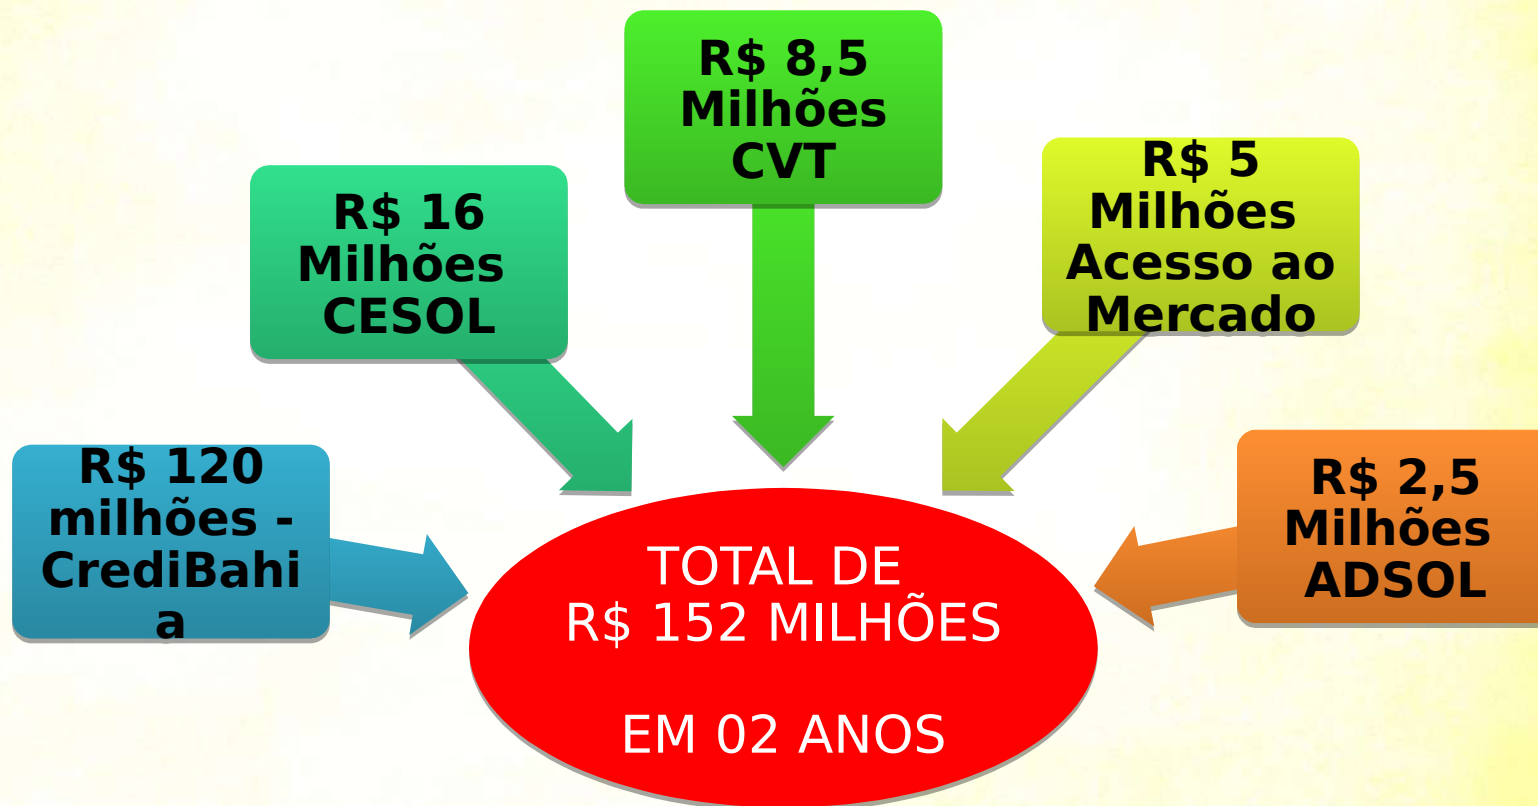 R$ 8,5
Milhões
CVT
R$ 16
Milhões
CESOL
R$ 5
Milhões
Acesso ao
Mercado
R$ 120
milhões -
CrediBahi
a
R$ 2,5
Milhões
ADSOL
TOTAL DE
R$ 152 MILHÕES
EM 02 ANOS